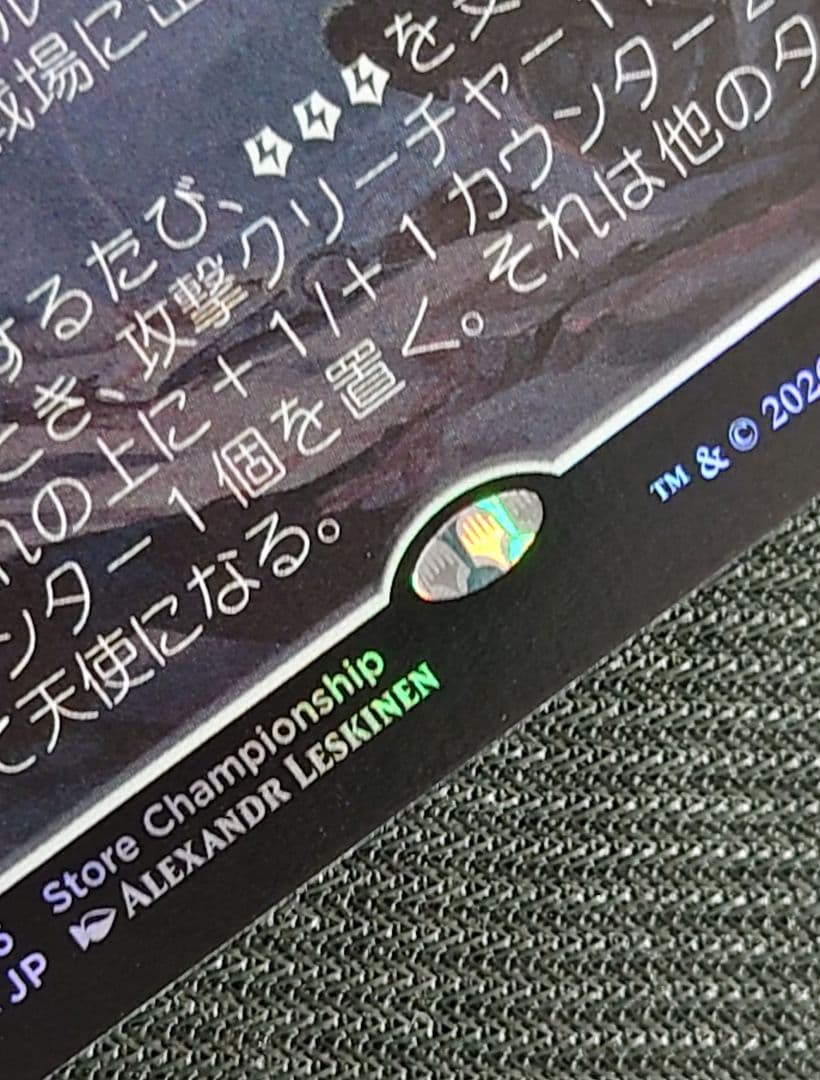 戦場に
するたび、を
とき、攻撃クリーチャー1
れの上に+1/+1カウンター
ンター1個を置く。それは他のタ
て天使になる。
Store Championship
JP ALEXANDR LESKINEN
TM & © 202